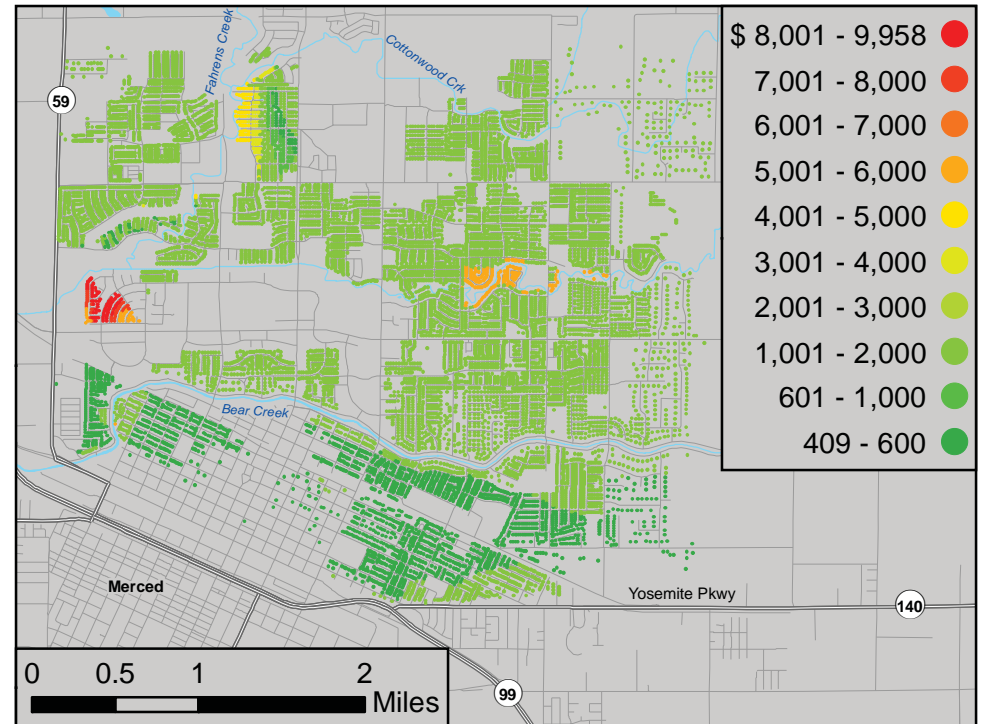 Fahrens Creek
Cottonwood Crk
59
$ 8,001 - 9,958
7,001 - 8,000
6,001 - 7,000
5,001 - 6,000
4,001 - 5,000
3,001 - 4,000
2,001 - 3,000
1,001 - 2,000
601 - 1,000
409 - 600
Bear Creek
Merced
Yosemite Pkwy
140
0 0.5 1 2
Miles
99